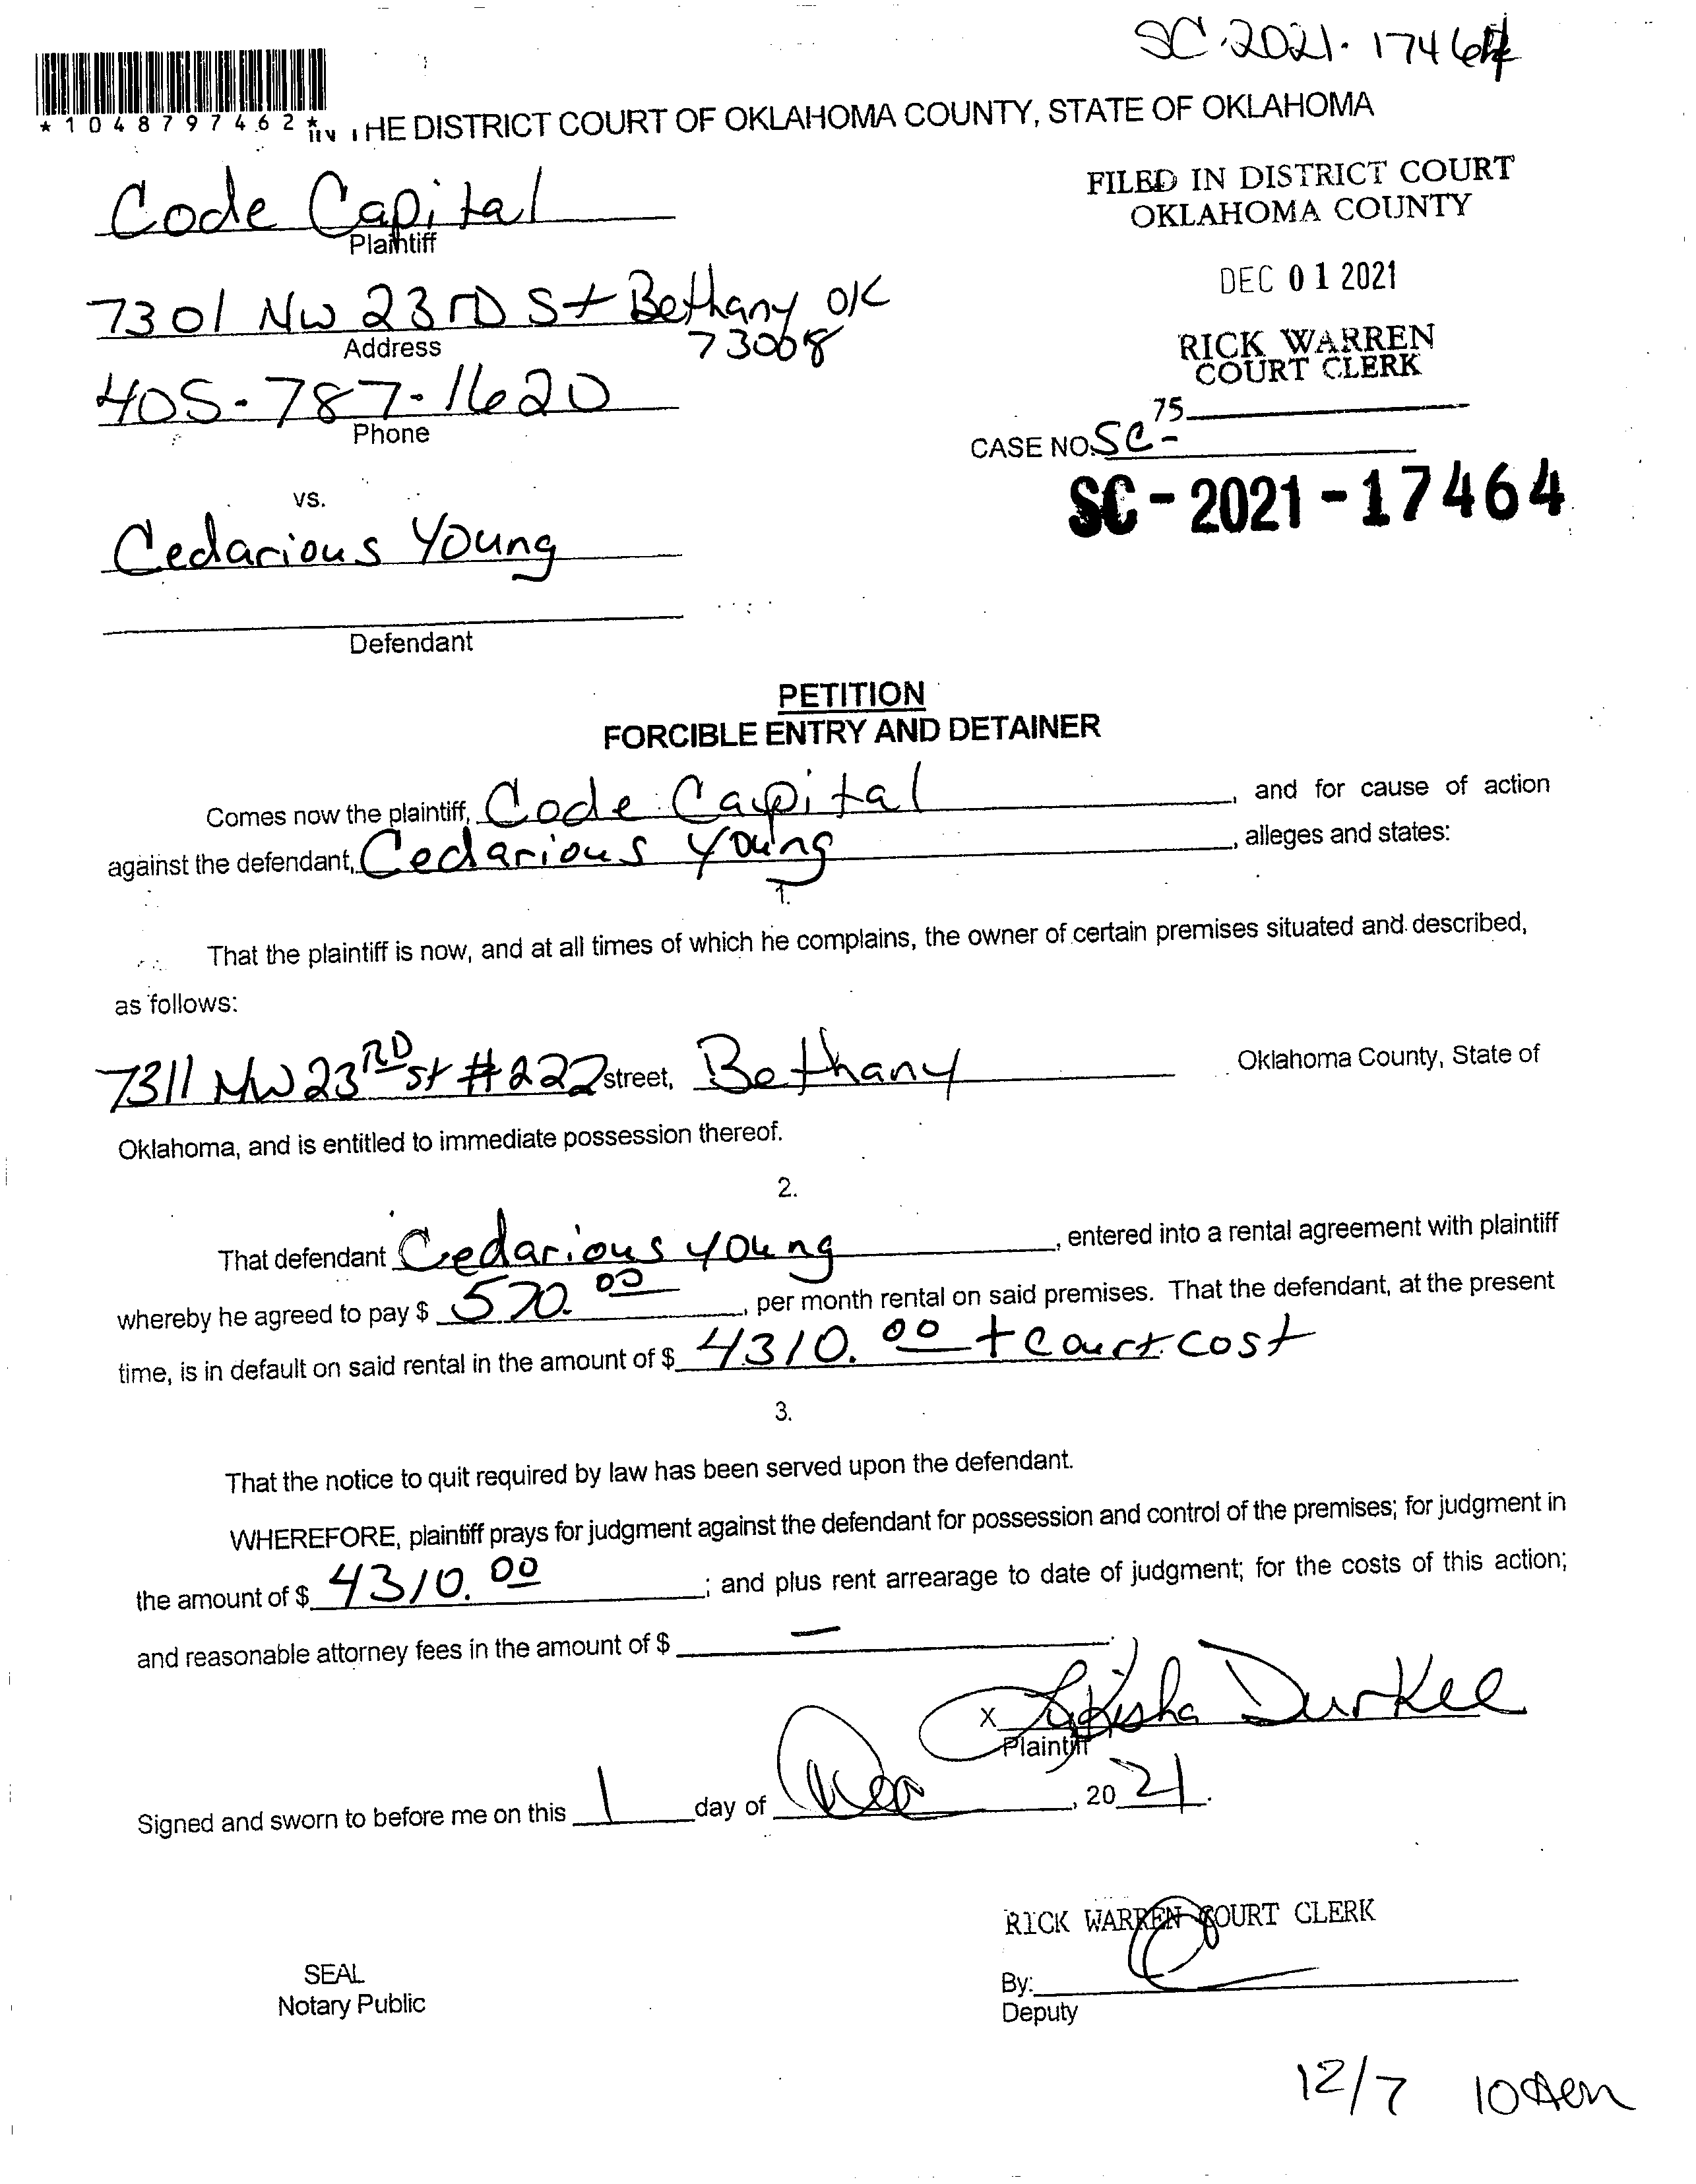 SC-2021-17464
*1048797462*
IN THE DISTRICT COURT OF OKLAHOMA COUNTY, STATE OF OKLAHOMA
Code Capital
Plaintiff
FILED IN DISTRICT COURT
OKLAHOMA COUNTY
DEC 01 2021
7301 NW 23RD St Bethany OK
73008
Address
RICK WARREN
COURT CLERK
405-787-1620
Phone
75
CASE NO. SC-
SC-2021-17464
vs.
Cedarious Young
Defendant
PETITION
FORCIBLE ENTRY AND DETAINER
Comes now the plaintiff, Code Capital, and for cause of action
against the defendant, Cedarious Young, alleges and states:
1.
That the plaintiff is now, and at all times of which he complains, the owner of certain premises situated and described,
as follows:
7311 NW 23RD St #222 street, Bethany Oklahoma County, State of
Oklahoma, and is entitled to immediate possession thereof.
2.
That defendant Cedarious Young, entered into a rental agreement with plaintiff
whereby he agreed to pay $ 570.00, per month rental on said premises. That the defendant, at the present
time, is in default on said rental in the amount of $ 4310.00 + Court cost
3.
That the notice to quit required by law has been served upon the defendant.
WHEREFORE, plaintiff prays for judgment against the defendant for possession and control of the premises; for judgment in
the amount of $ 4310.00; and plus rent arrearage to date of judgment; for the costs of this action;
and reasonable attorney fees in the amount of $ —.
X Durkee
Plaintiff
Signed and sworn to before me on this 1 day of Dec, 2021.
RICK WARREN COURT CLERK
SEAL
Notary Public
By:
Deputy
12/7 10 Am